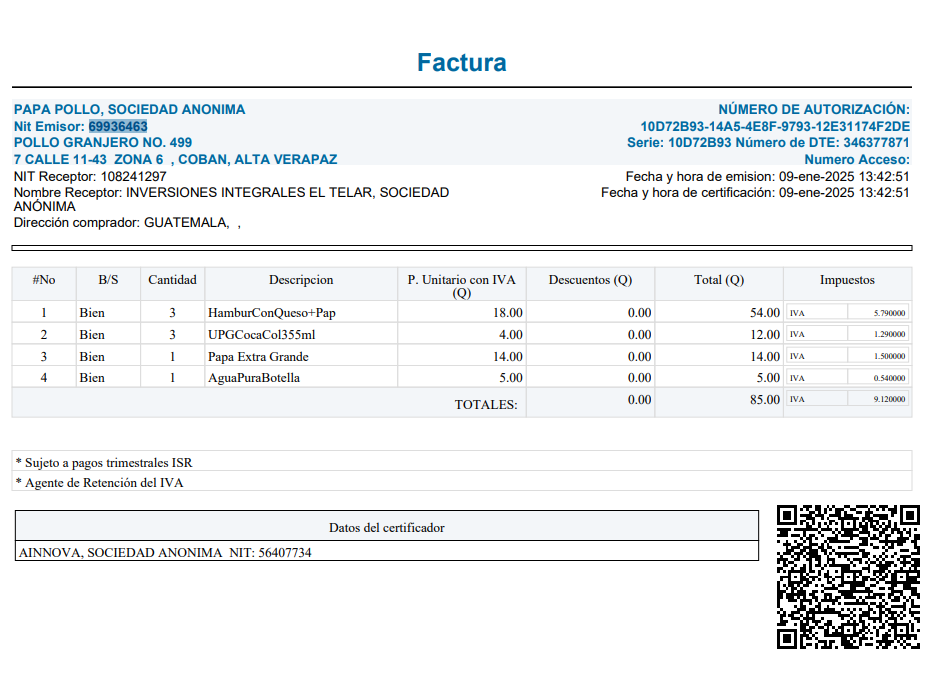 Factura
PAPA POLLO, SOCIEDAD ANONIMA
Nit Emisor: 69936463
POLLO GRANJERO NO. 499
7 CALLE 11-43 ZONA 6 , COBAN, ALTA VERAPAZ
NIT Receptor: 108241297
Nombre Receptor: INVERSIONES INTEGRALES EL TELAR, SOCIEDAD
ANÓNIMA
Dirección comprador: GUATEMALA, ,
NÚMERO DE AUTORIZACIÓN:
10D72B93-14A5-4E8F-9793-12E31174F2DE
Serie: 10D72B93 Número de DTE: 346377871
Numero Acceso:
Fecha y hora de emision: 09-ene-2025 13:42:51
Fecha y hora de certificación: 09-ene-2025 13:42:51
#No B/S Cantidad Descripcion P. Unitario con IVA (Q) Descuentos (Q) Total (Q) Impuestos
1 Bien 3 HamburConQueso+Pap 18.00 0.00 54.00 IVA 5.790000
2 Bien 3 UPGCocaCol355ml 4.00 0.00 12.00 IVA 1.290000
3 Bien 1 Papa Extra Grande 14.00 0.00 14.00 IVA 1.500000
4 Bien 1 AguaPuraBotella 5.00 0.00 5.00 IVA 0.540000
TOTALES: 0.00 85.00 IVA 9.120000
* Sujeto a pagos trimestrales ISR
* Agente de Retención del IVA
Datos del certificador
AINNOVA, SOCIEDAD ANONIMA NIT: 56407734